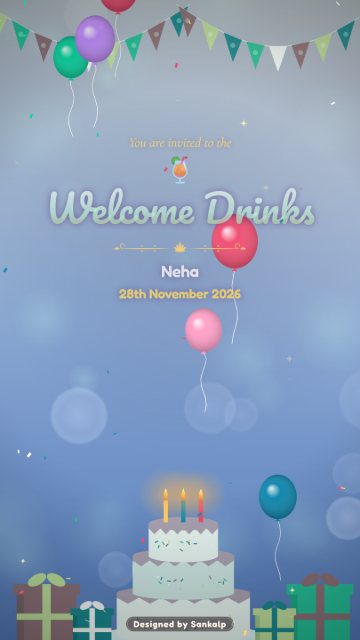 You are invited to the
Welcome Drinks
Neha
28th November 2026
Designed by Sankalp